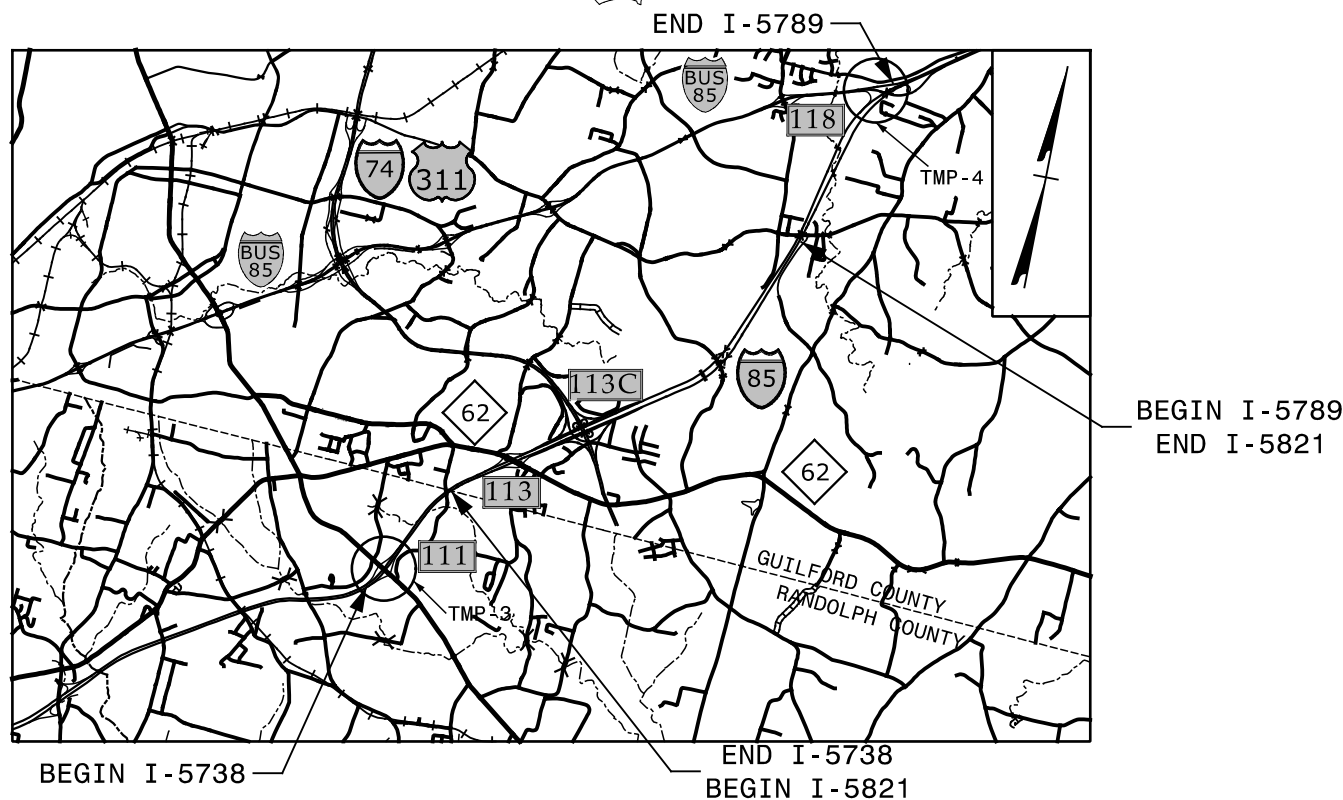 END I-5789
BUS
85
118
74
311
TMP-4
BUS
85
113C
85
62
BEGIN I-5789
END I-5821
62
113
111
GUILFORD COUNTY
RANDOLPH COUNTY
TMP-3
END I-5738
BEGIN I-5738
BEGIN I-5821